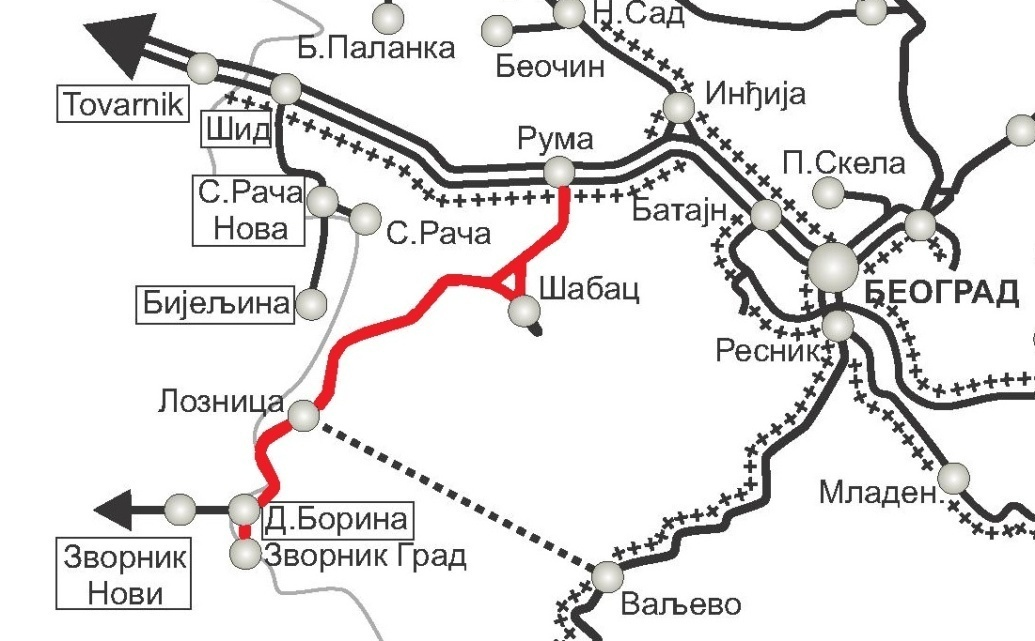 Н.Сад
Б.Паланка
Беочин
Tovarnik
Инђија
Шид
Рума
П.Скела
С.Рача
Нова
Батајн
С.Рача
Бијељина
Шабац
БЕОГРАД
Ресник
Лозница
Младен.
Д.Борина
Зворник
Нови
Зворник Град
Ваљево